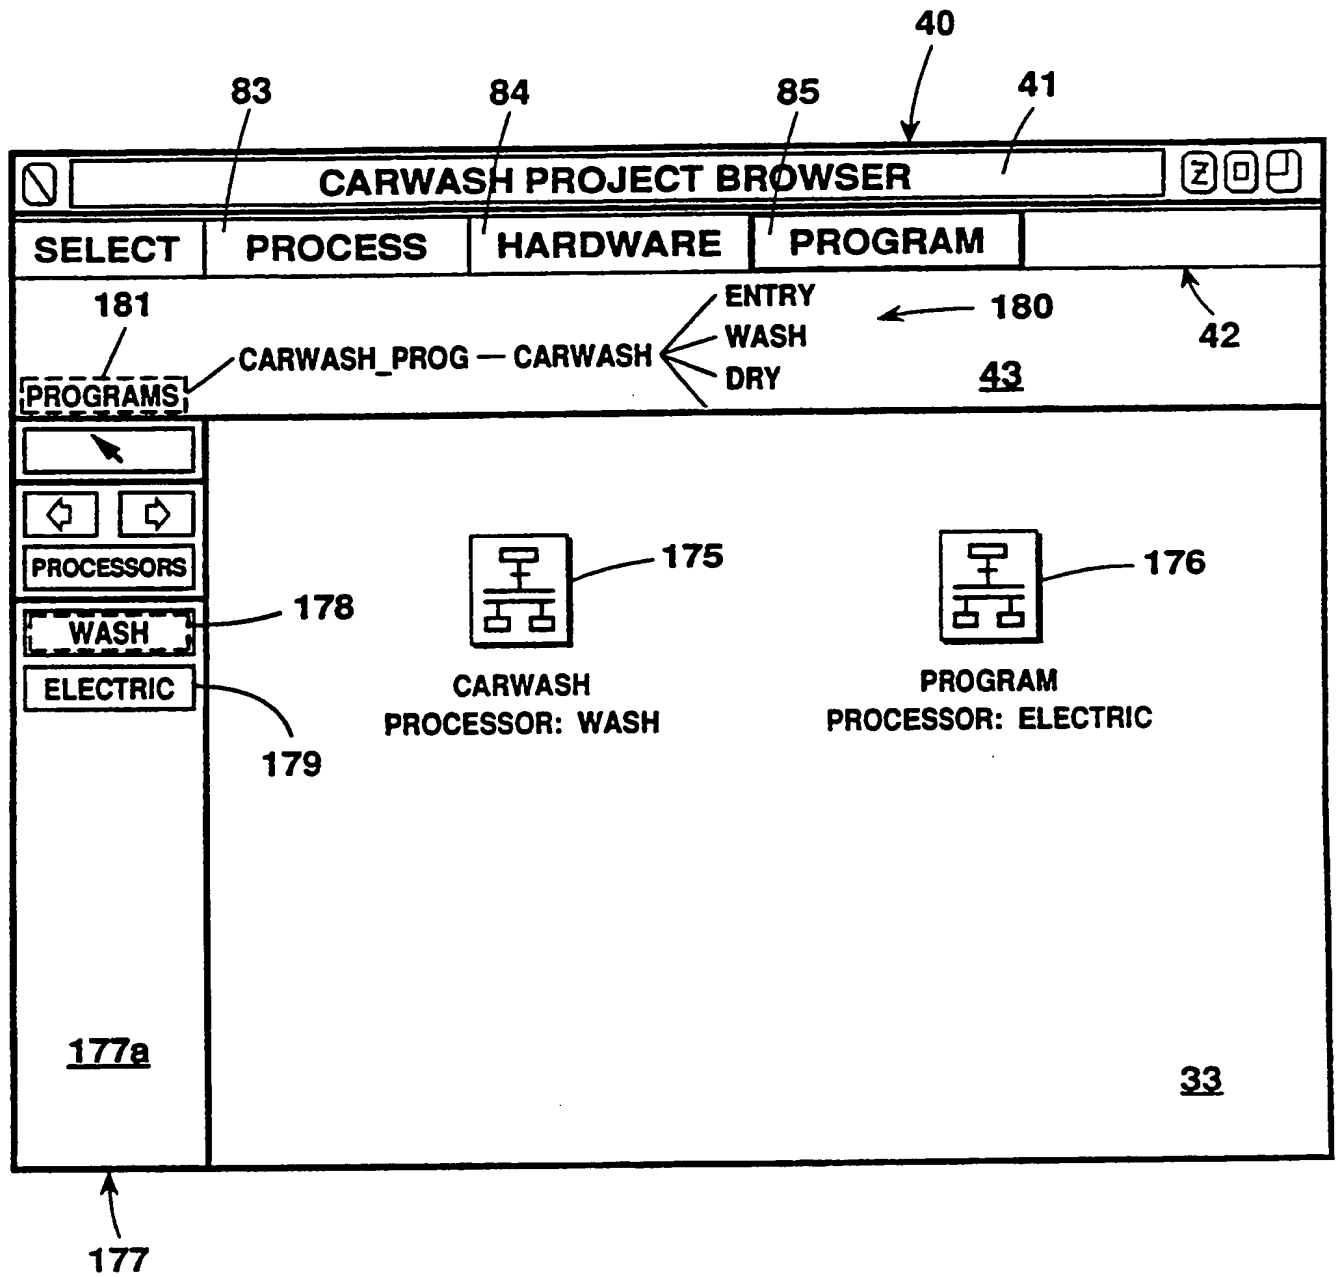 40
83 84 85 41
CARWASH PROJECT BROWSER Z
SELECT PROCESS HARDWARE PROGRAM
181 ENTRY 180 42
CARWASH_PROG — CARWASH WASH
PROGRAMS DRY 43
PROCESSORS 175 176
WASH 178
ELECTRIC CARWASH PROGRAM
PROCESSOR: WASH PROCESSOR: ELECTRIC
179
177a 33
177